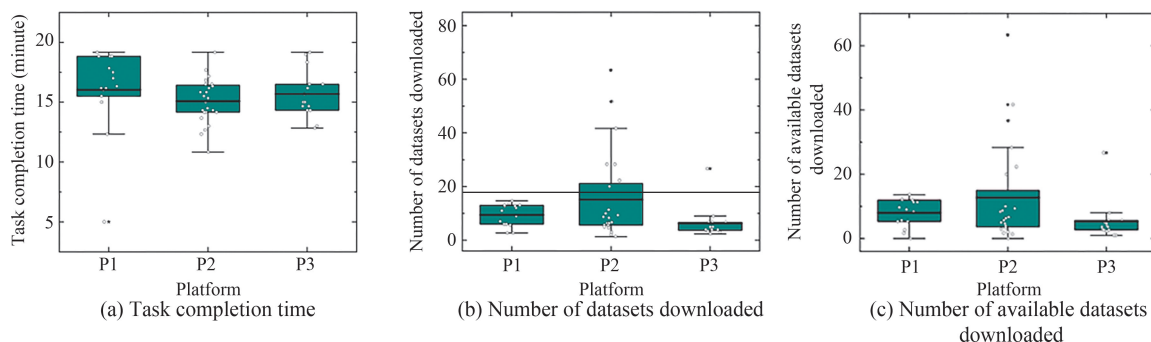 Task completion time (minute)
20
15
10
5
P1
P2
P3
Platform
(a) Task completion time
Number of datasets downloaded
80
60
40
20
0
P1
P2
P3
Platform
(b) Number of datasets downloaded
Number of available datasets
downloaded
60
40
20
0
P1
P2
P3
Platform
(c) Number of available datasets
downloaded